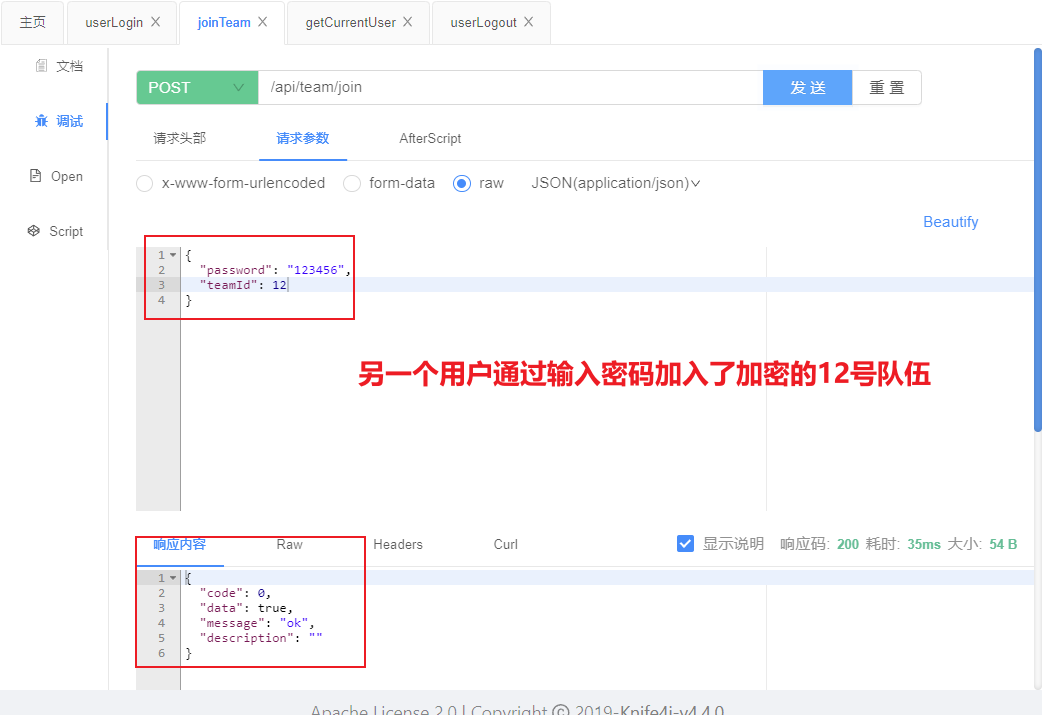 主页 userLogin joinTeam getCurrentUser userLogout
文档
调试
Open
Script
POST /api/team/join 发 送 重 置
请求头部 请求参数 AfterScript
x-www-form-urlencoded form-data raw JSON(application/json)
Beautify
1 {
2 "password": "123456",
3 "teamId": 12
4 }
另一个用户通过输入密码加入了加密的12号队伍
响应内容 Raw Headers Curl 显示说明 响应码: 200 耗时: 35ms 大小: 54 B
1 {
2 "code": 0,
3 "data": true,
4 "message": "ok",
5 "description": ""
6 }
Apache License 2.0 | Copyright © 2019-Knife4j-v4.4.0